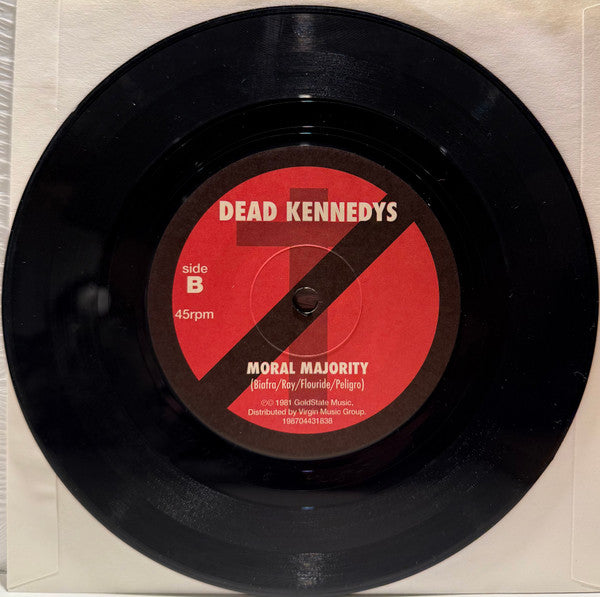 DEAD KENNEDYS
side
B
45rpm
MORAL MAJORITY
(Biafra/Ray/Flouride/Peligro)
℗© 1981 GoldState Music,
Distributed by Virgin Music Group.
198704431838